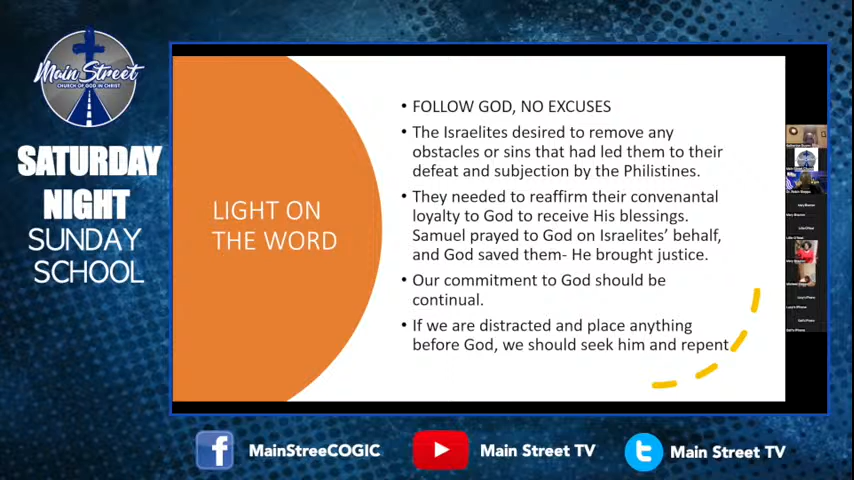 Main Street
CHURCH OF GOD IN CHRIST
SATURDAY
NIGHT
SUNDAY
SCHOOL
LIGHT ON
THE WORD
• FOLLOW GOD, NO EXCUSES
• The Israelites desired to remove any
obstacles or sins that had led them to their
defeat and subjection by the Philistines.
• They needed to reaffirm their convenantal
loyalty to God to receive His blessings.
Samuel prayed to God on Israelites’ behalf,
and God saved them- He brought justice.
• Our commitment to God should be
continual.
• If we are distracted and place anything
before God, we should seek him and repent
MainStreeCOGIC
Main Street TV
Main Street TV